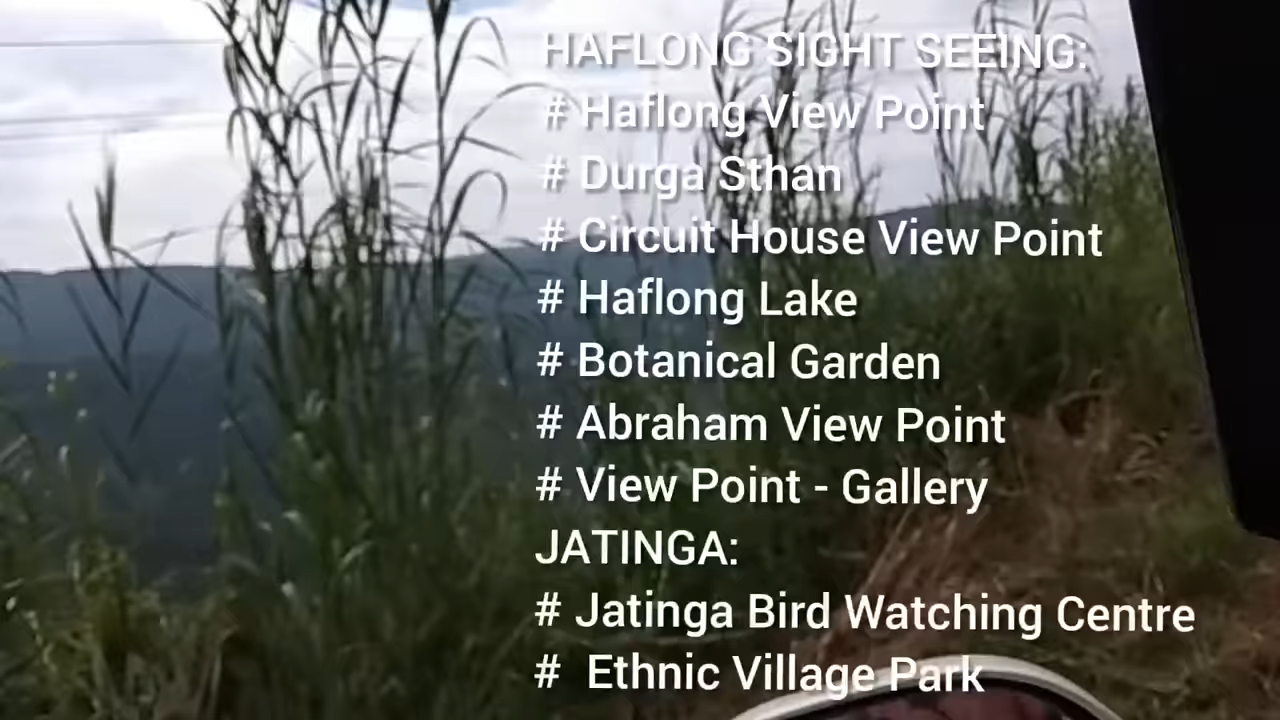 HAFLONG SIGHT SEEING:
# Haflong View Point
# Durga Sthan
# Circuit House View Point
# Haflong Lake
# Botanical Garden
# Abraham View Point
# View Point - Gallery
JATINGA:
# Jatinga Bird Watching Centre
#  Ethnic Village Park